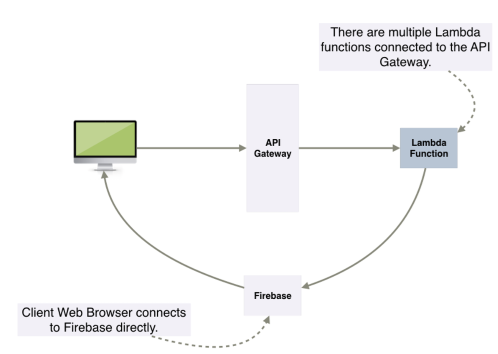 There are multiple Lambda
functions connected to the API
Gateway.
API
Gateway
Lambda
Function
Firebase
Client Web Browser connects
to Firebase directly.